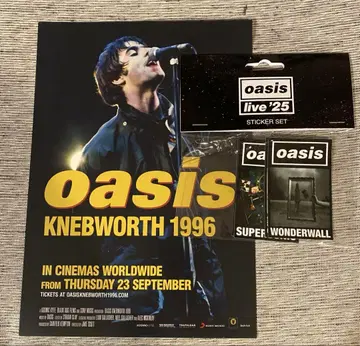 oasis
KNEBWORTH 1996
IN CINEMAS WORLDWIDE
FROM THURSDAY 23 SEPTEMBER
TICKETS AT OASISKNEBWORTH1996.COM
oasis
live '25
STICKER SET
oasis
SUPER
oasis
WONDERWALL